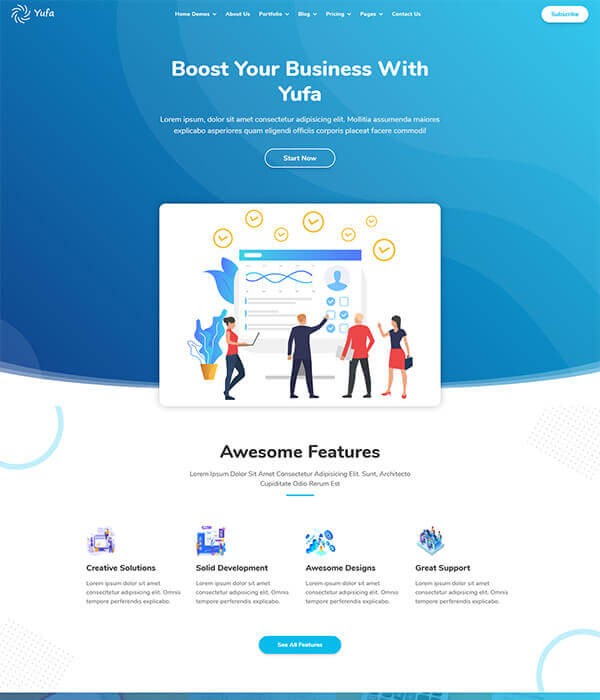 Yufa
Home Demos
About Us
Portfolio
Blog
Pricing
Pages
Contact Us
Subscribe
Boost Your Business With
Yufa
Lorem ipsum, dolor sit amet consectetur adipisicing elit. Mollitia assumenda maiores
explicabo asperiores quam eligendi officiis corporis placeat facere commodi!
Start Now
Awesome Features
Lorem Ipsum Dolor Sit Amet Consectetur Adipisicing Elit. Sunt, Architecto
Cupiditate Odio Rerum Est
Creative Solutions
Lorem ipsum dolor sit amet
consectetur adipisicing elit. Omnis
tempore perferendis explicabo.
Solid Development
Lorem ipsum dolor sit amet
consectetur adipisicing elit. Omnis
tempore perferendis explicabo.
Awesome Designs
Lorem ipsum dolor sit amet
consectetur adipisicing elit. Omnis
tempore perferendis explicabo.
Great Support
Lorem ipsum dolor sit amet
consectetur adipisicing elit. Omnis
tempore perferendis explicabo.
See All Features